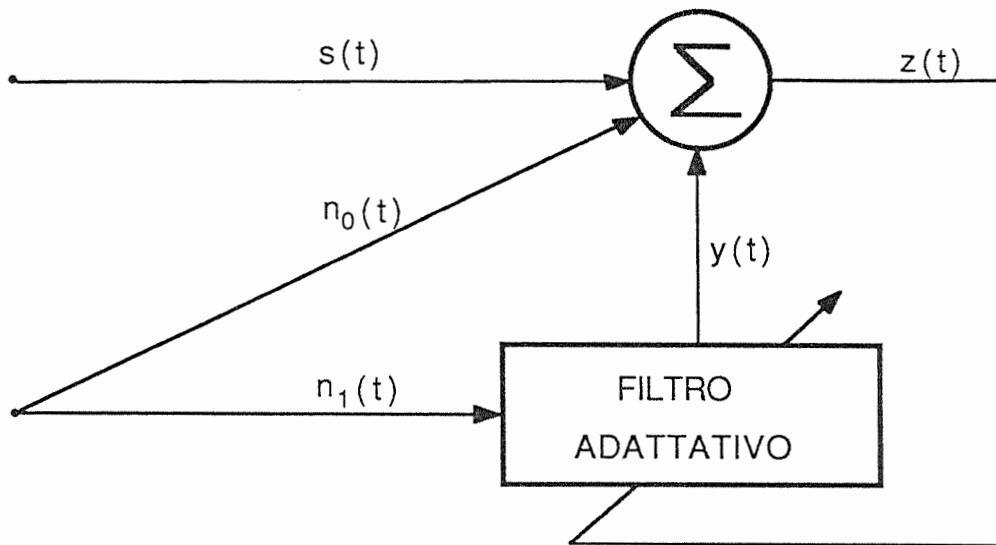 s(t)
Σ
z(t)
n₀(t)
y(t)
n₁(t)
FILTRO
ADATTATIVO